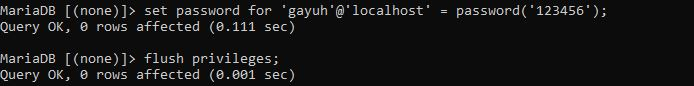 MariaDB [(none)]> set password for 'gayuh'@'localhost' = password('123456');
Query OK, 0 rows affected (0.111 sec)
MariaDB [(none)]> flush privileges;
Query OK, 0 rows affected (0.001 sec)